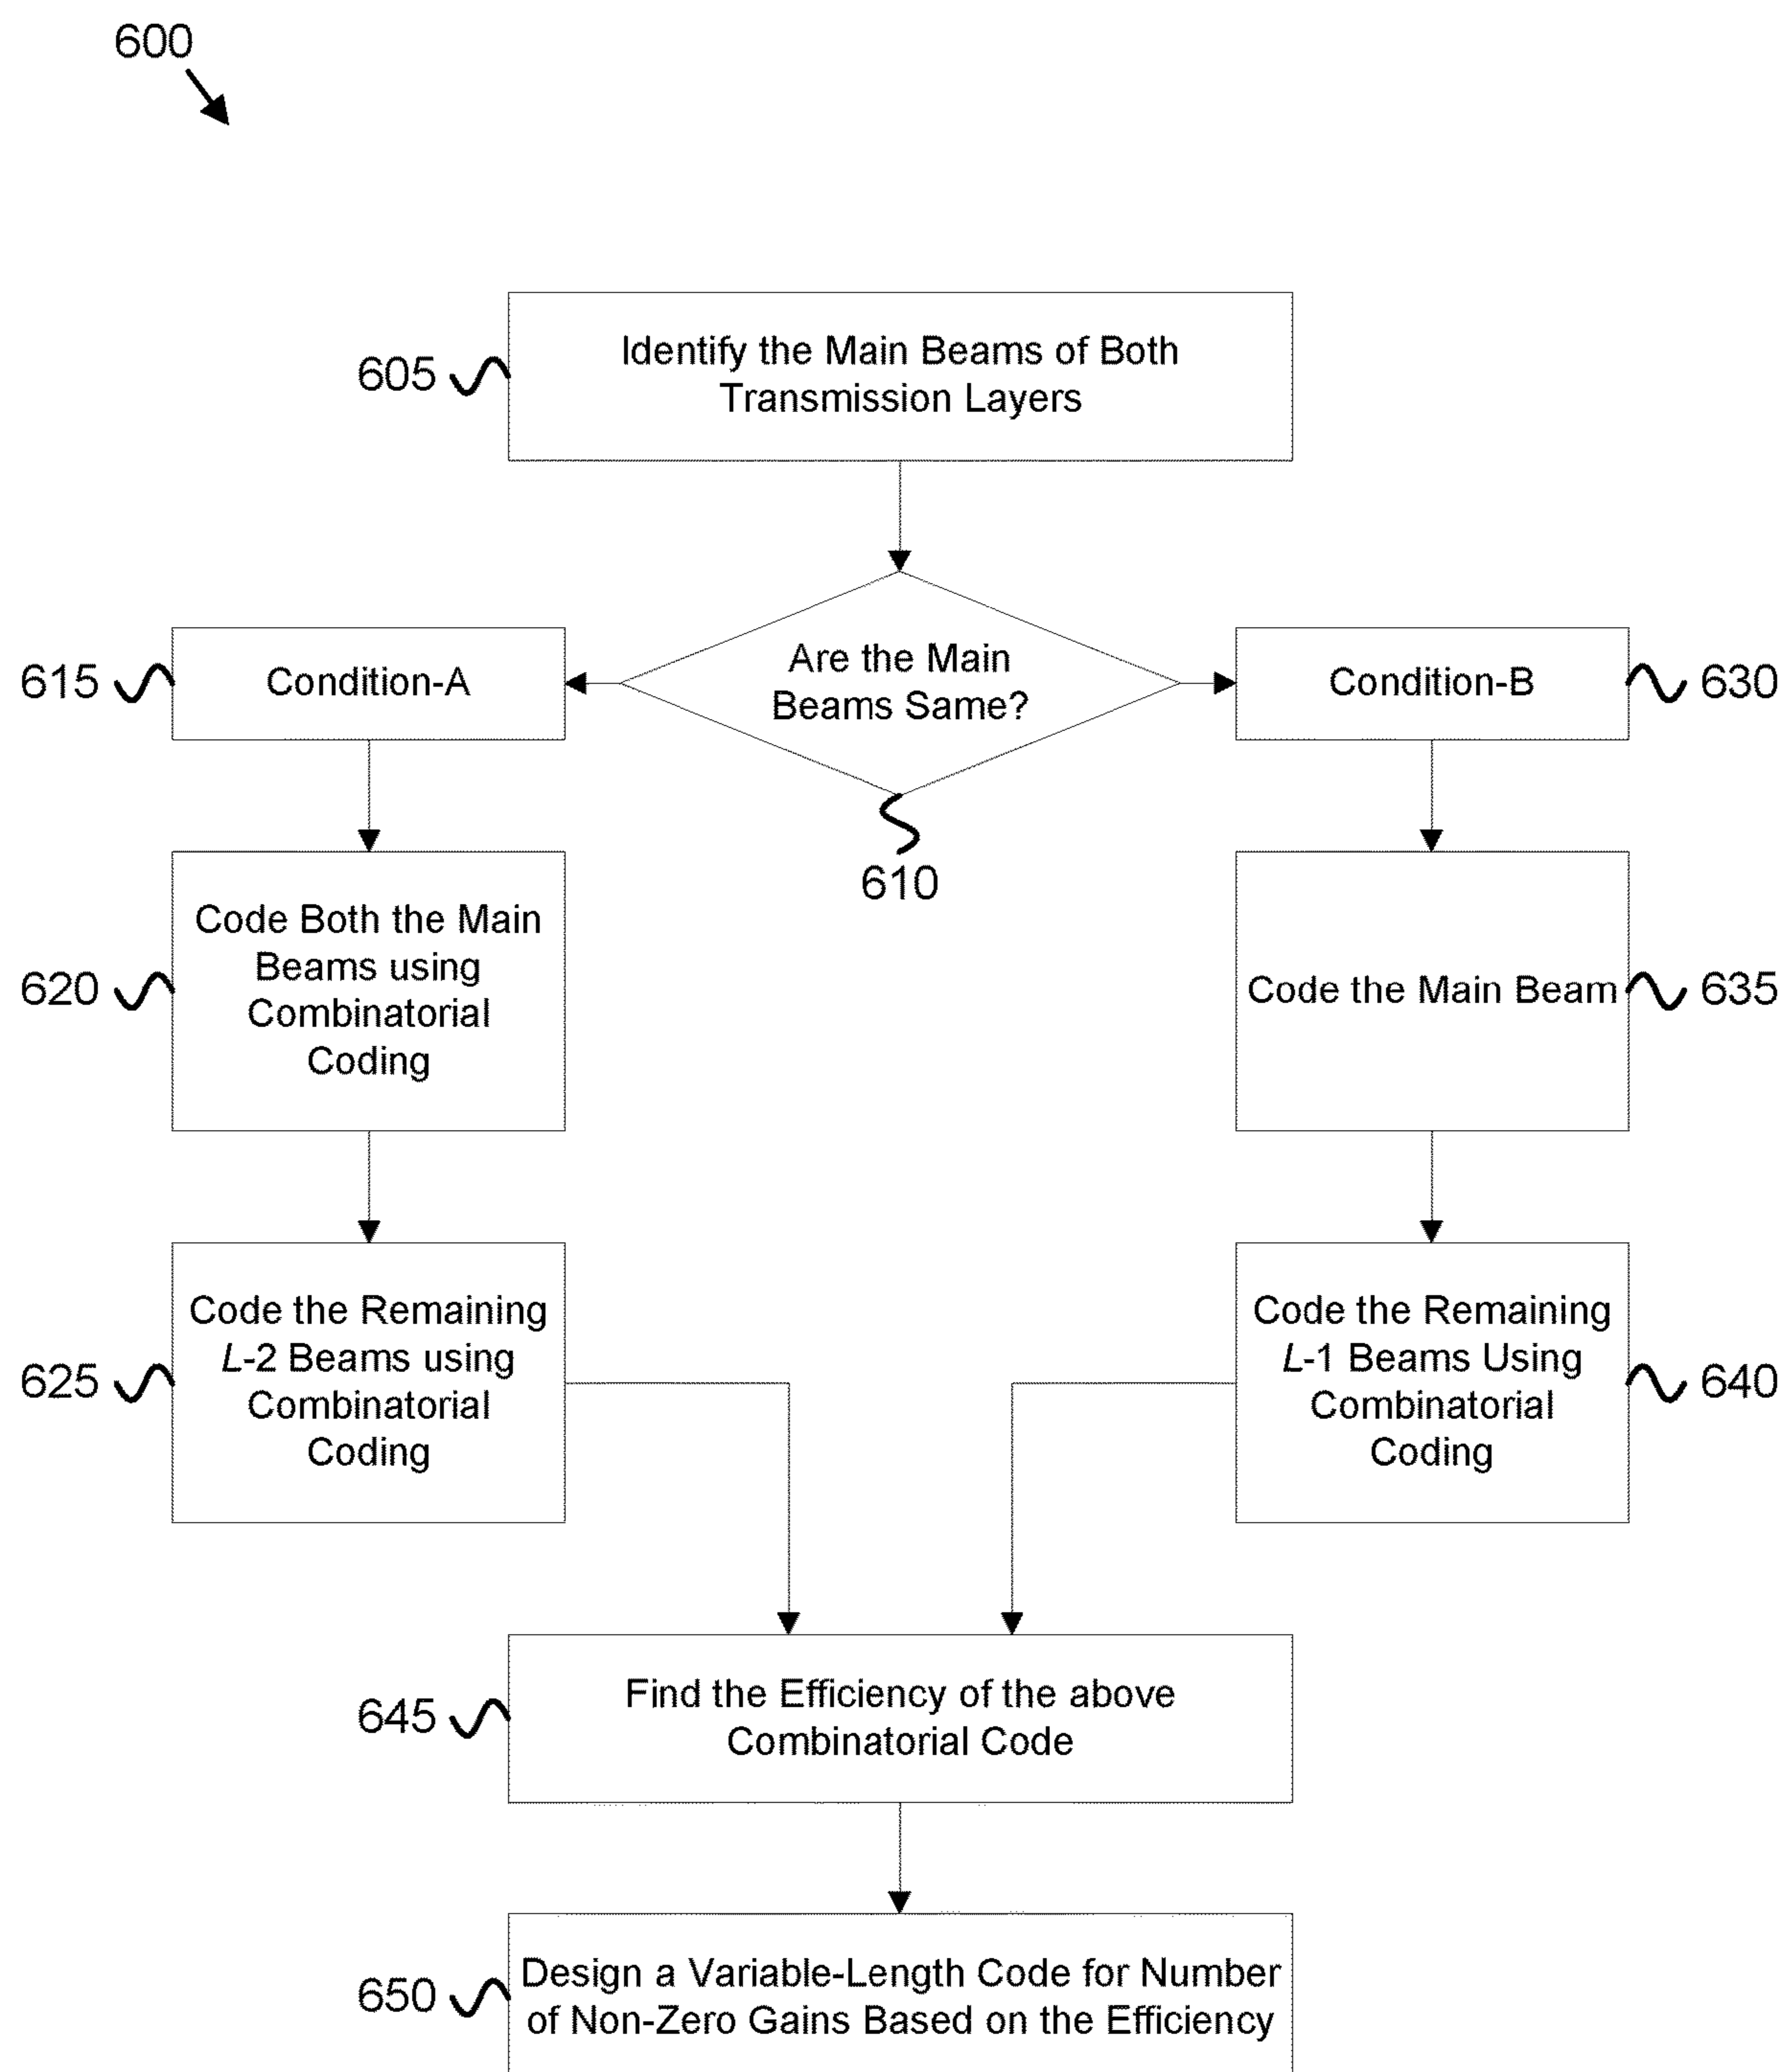 600
605
Identify the Main Beams of Both
Transmission Layers
615
Condition-A
Are the Main
Beams Same?
610
Condition-B
630
620
Code Both the Main
Beams using
Combinatorial
Coding
Code the Main Beam
635
625
Code the Remaining
L-2 Beams using
Combinatorial
Coding
Code the Remaining
L-1 Beams Using
Combinatorial
Coding
640
645
Find the Efficiency of the above
Combinatorial Code
650
Design a Variable-Length Code for Number
of Non-Zero Gains Based on the Efficiency